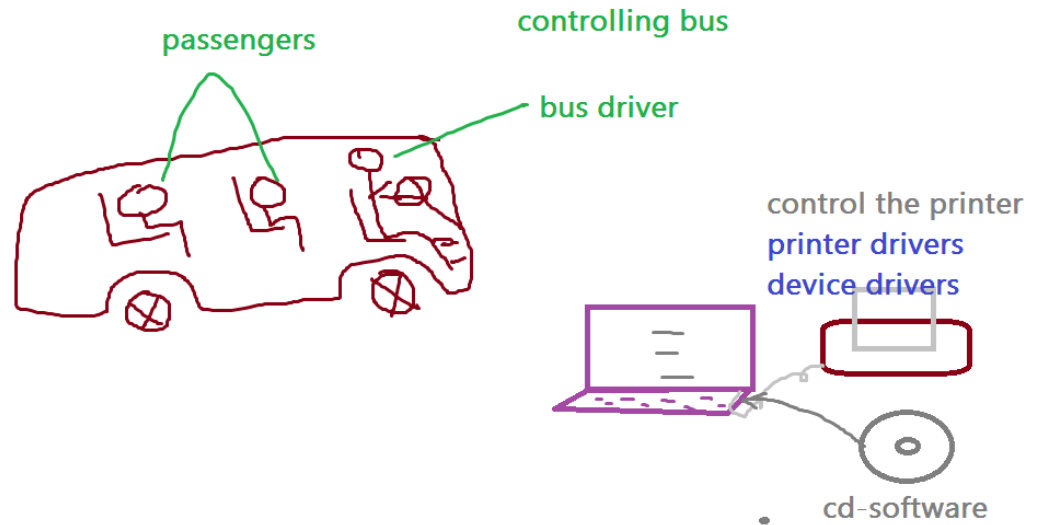 controlling bus
passengers
bus driver
control the printer
printer drivers
device drivers
cd-software